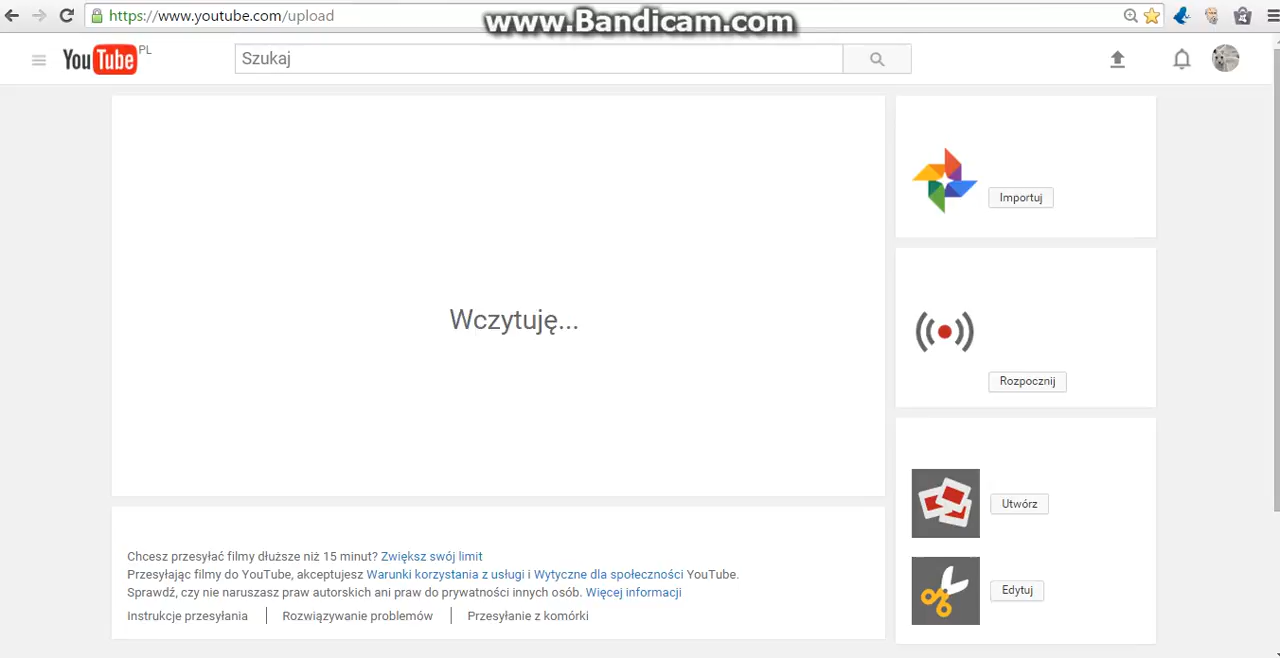 https://www.youtube.com/upload
www.Bandicam.com
YouTube PL
Szukaj
Wczytuję...
Importuj
Rozpocznij
Utwórz
Edytuj
Chcesz przesyłać filmy dłuższe niż 15 minut? Zwiększ swój limit
Przesyłając filmy do YouTube, akceptujesz Warunki korzystania z usługi i Wytyczne dla społeczności YouTube.
Sprawdź, czy nie naruszasz praw autorskich ani praw do prywatności innych osób. Więcej informacji
Instrukcje przesyłania
Rozwiązywanie problemów
Przesyłanie z komórki